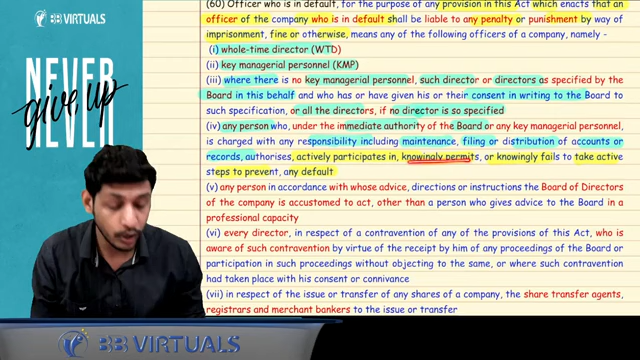 BB VIRTUALS
NEVER
give up
NEVER
(60) Officer who is in default, for the purpose of any provision in this Act which enacts that an
officer of the company who is in default shall be liable to any penalty or punishment by way of
imprisonment, fine or otherwise, means any of the following officers of a company, namely -
(i) whole-time director (WTD)
(ii) key managerial personnel (KMP)
(iii) where there is no key managerial personnel, such director or directors as specified by the
Board in this behalf and who has or have given his or their consent in writing to the Board to
such specification, or all the directors, if no director is so specified
(iv) any person who, under the immediate authority of the Board or any key managerial personnel,
is charged with any responsibility including maintenance, filing or distribution of accounts or
records, authorises, actively participates in, knowingly permits, or knowingly fails to take active
steps to prevent, any default
(v) any person in accordance with whose advice, directions or instructions the Board of Directors
of the company is accustomed to act, other than a person who gives advice to the Board in
a professional capacity
(vi) every director, in respect of a contravention of any of the provisions of this Act, who
is aware of such contravention by virtue of the receipt by him of any proceedings of the Board or
participation in such proceedings without objecting to the same, or where such contravention
had taken place with his consent or connivance
(vii) in respect of the issue or transfer of any shares of a company, the share transfer agents,
registrars and merchant bankers to the issue or transfer
BB VIRTUALS